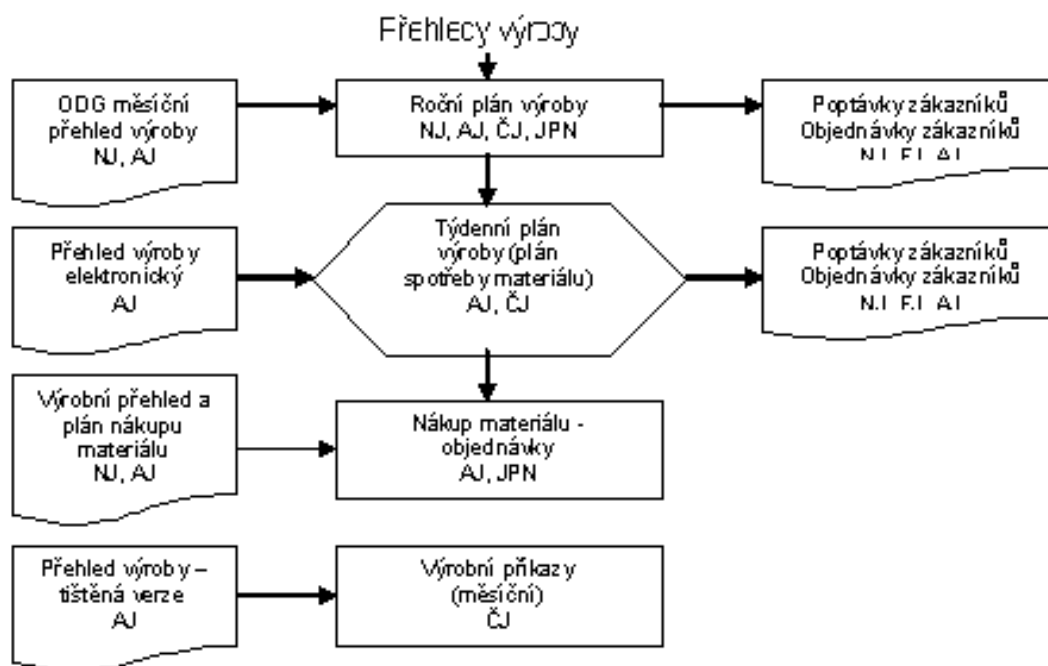 Přehledy výroby
ODG měsíční
přehled výroby
NJ, AJ
Roční plán výroby
NJ, AJ, ČJ, JPN
Poptávky zákazníků
Objednávky zákazníků
Přehled výroby
elektronický
AJ
Týdenní plán
výroby (plán
spotřeby materiálu)
AJ, ČJ
Poptávky zákazníků
Objednávky zákazníků
Výrobní přehled a
plán nákupu
materiálu
NJ, AJ
Nákup materiálu -
objednávky
AJ, JPN
Přehled výroby –
tištěná verze
AJ
Výrobní příkazy
(měsíční)
ČJ